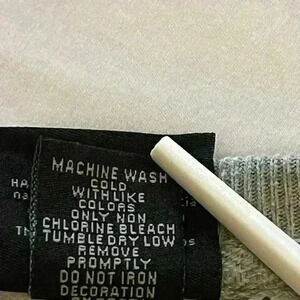 MACHINE WASH
COLD
WITH LIKE
COLORS
ONLY NON
CHLORINE BLEACH
TUMBLE DRY LOW
REMOVE
PROMPTLY
DO NOT IRON
DECORATION